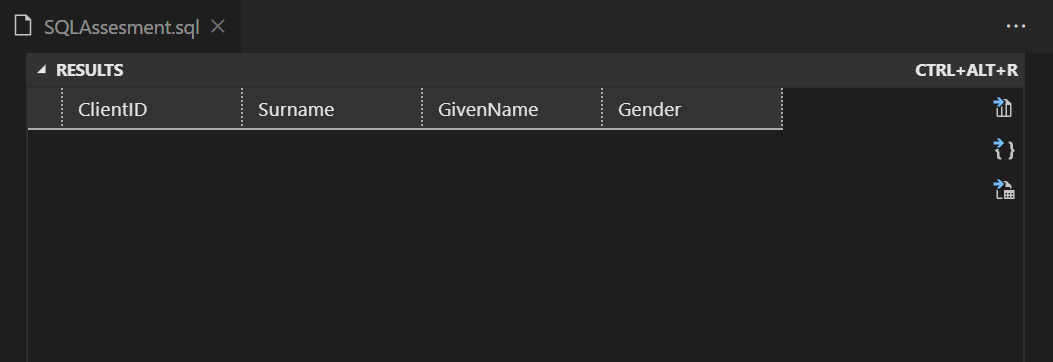 SQLAssesment.sql
RESULTS CTRL+ALT+R
ClientID Surname GivenName Gender